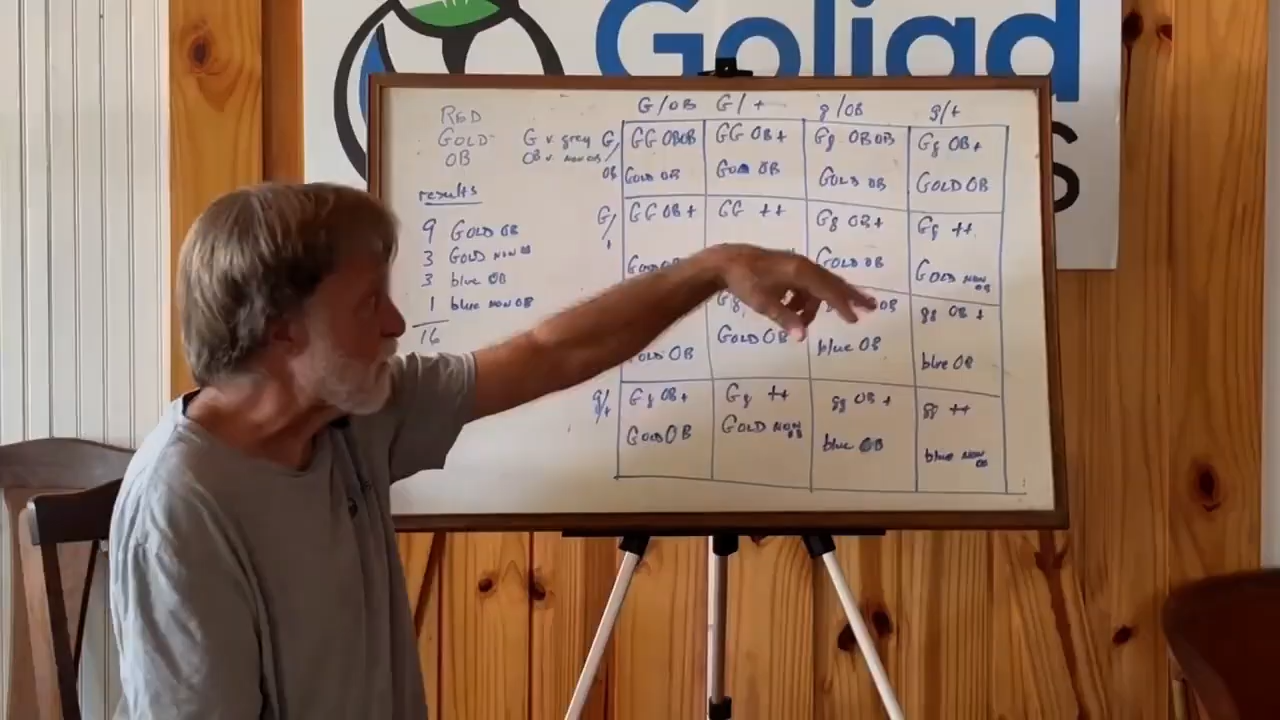 Goliad
s
RED
GOLD
OB
G v. grey
OB v. NON OB
results
9 GOLD OB
3 GOLD NON OB
3 blue OB
1 blue NON OB
16
G/OB G/+ g/OB g/+
G/OB GG OBOB GG OB+ Gg OBOB Gg OB+
GOLD OB GOLD OB GOLD OB GOLD OB
G/+ GG OB+ GG ++ Gg OB+ Gg ++
GOLD OB GOLD NON OB
Gg OB gg OB+
OLD OB GOLD OB blue OB blue OB
g/+ Gg OB+ Gg ++ gg OB+ gg ++
GOLD OB GOLD NON OB blue OB blue NON OB